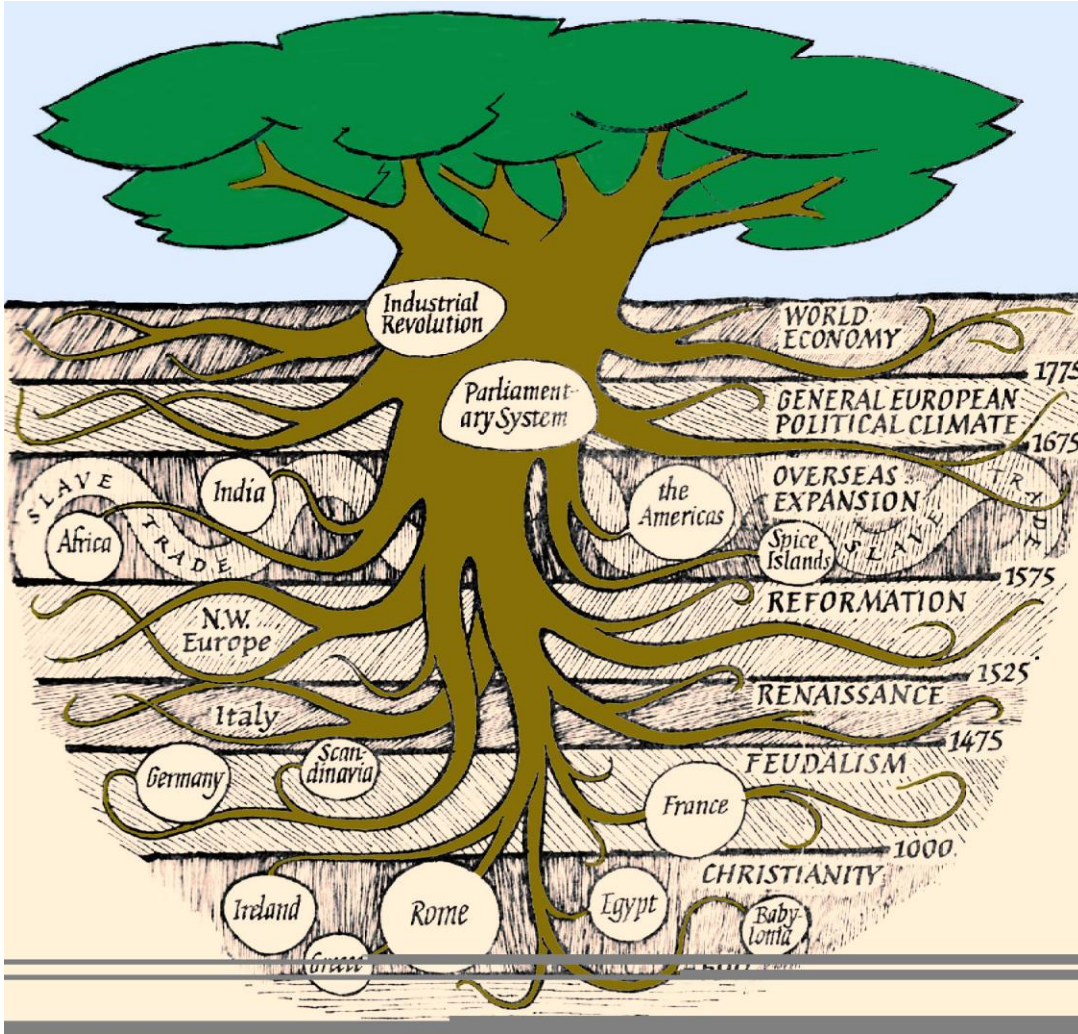 Industrial
Revolution
WORLD
ECONOMY
1775
Parliament-
ary System
GENERAL EUROPEAN
POLITICAL CLIMATE
1675
SLAVE
TRADE
India
Africa
the
Americas
OVERSEAS
EXPANSION
SLAVE
TRADE
Spice
Islands
1575
REFORMATION
N.W.
Europe
1525
RENAISSANCE
Italy
1475
FEUDALISM
Germany
Scan-
dinavia
France
1000
CHRISTIANITY
Ireland
Rome
Egypt
Baby-
lonia
Greece